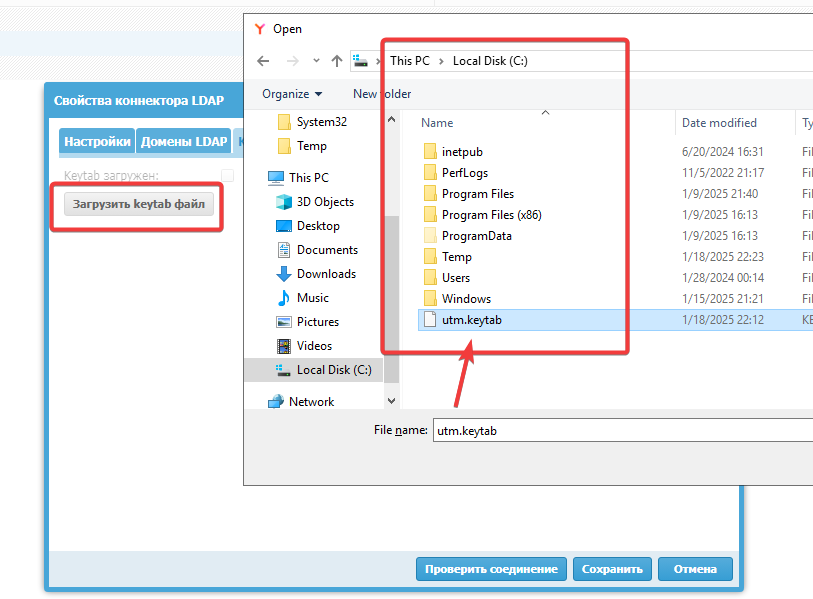 Open
This PC > Local Disk (C:)
Organize
New folder
Свойства коннектора LDAP
Настройки
Домены LDAP
Keytab загружен:
Загрузить keytab файл
System32
Temp
This PC
3D Objects
Desktop
Documents
Downloads
Music
Pictures
Videos
Local Disk (C:)
Network
Name Date modified Ty
inetpub 6/20/2024 16:31 Fil
PerfLogs 11/5/2022 21:17 Fil
Program Files 1/9/2025 21:40 Fil
Program Files (x86) 1/9/2025 16:13 Fil
ProgramData 1/9/2025 16:13 Fil
Temp 1/18/2025 22:23 Fil
Users 1/28/2024 00:14 Fil
Windows 1/15/2025 21:21 Fil
utm.keytab 1/18/2025 22:12 KE
File name: utm.keytab
Проверить соединение
Сохранить
Отмена